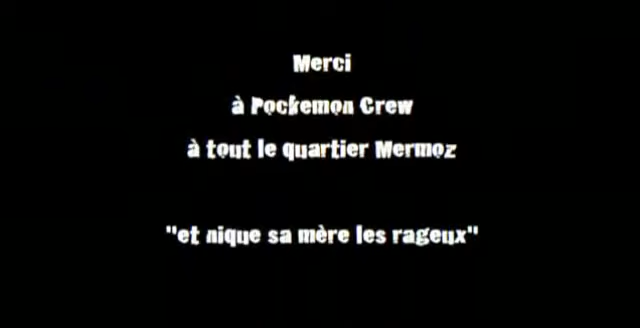 Merci
à Pockemon Crew
à tout le quartier Mermoz
"et nique sa mère les rageux"